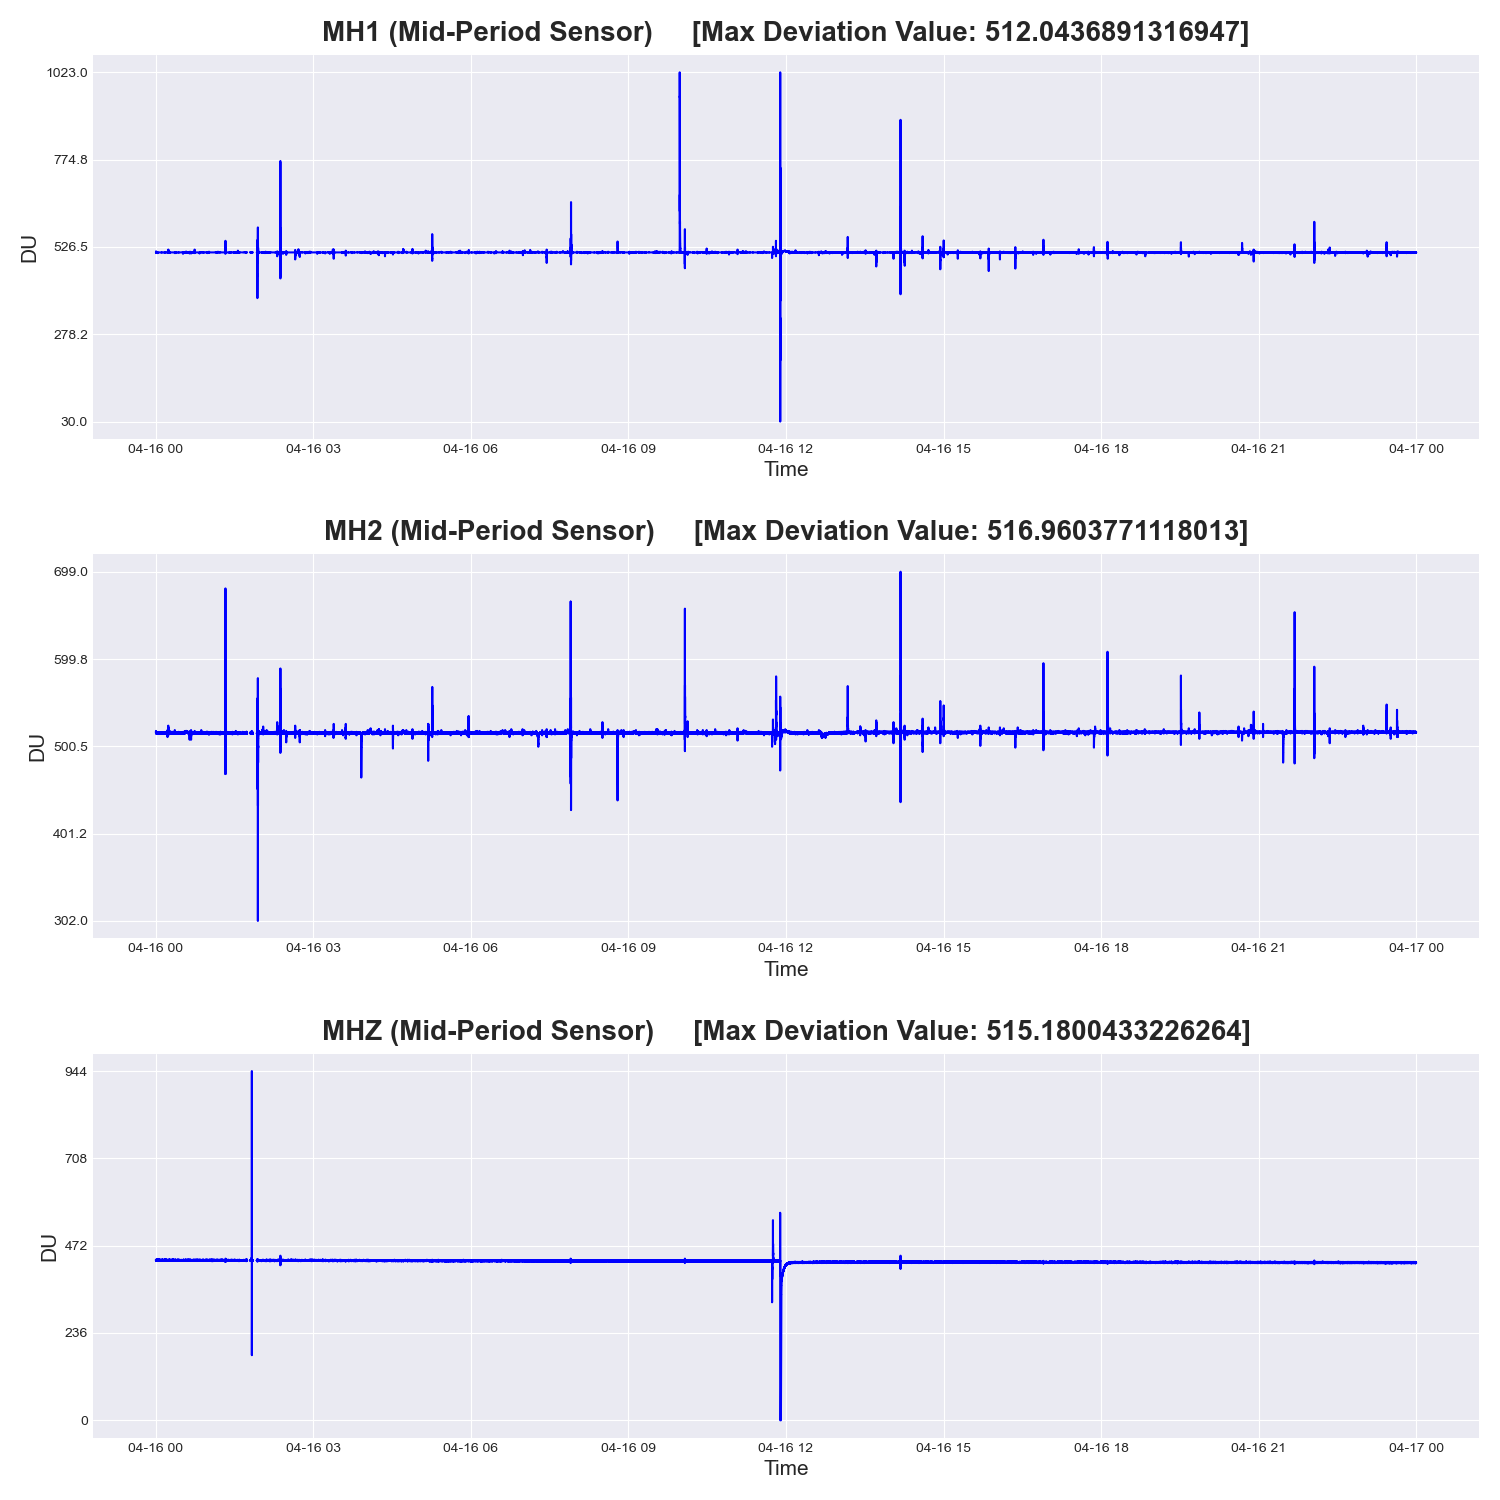 MH1 (Mid-Period Sensor)     [Max Deviation Value: 512.0436891316947]
1023.0
774.8
526.5
278.2
30.0
DU
04-16 00 04-16 03 04-16 06 04-16 09 04-16 12 04-16 15 04-16 18 04-16 21 04-17 00
Time
MH2 (Mid-Period Sensor)     [Max Deviation Value: 516.9603771118013]
699.0
599.8
500.5
401.2
302.0
DU
04-16 00 04-16 03 04-16 06 04-16 09 04-16 12 04-16 15 04-16 18 04-16 21 04-17 00
Time
MHZ (Mid-Period Sensor)     [Max Deviation Value: 515.1800433226264]
944
708
472
236
0
DU
04-16 00 04-16 03 04-16 06 04-16 09 04-16 12 04-16 15 04-16 18 04-16 21 04-17 00
Time